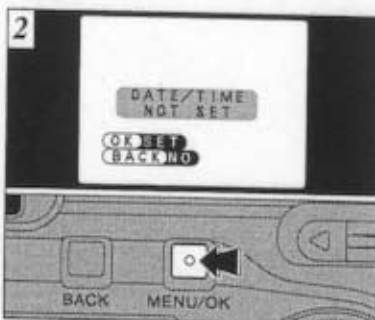 2
DATE/TIME
NOT SET
OK SET
BACK NO
BACK MENU/OK